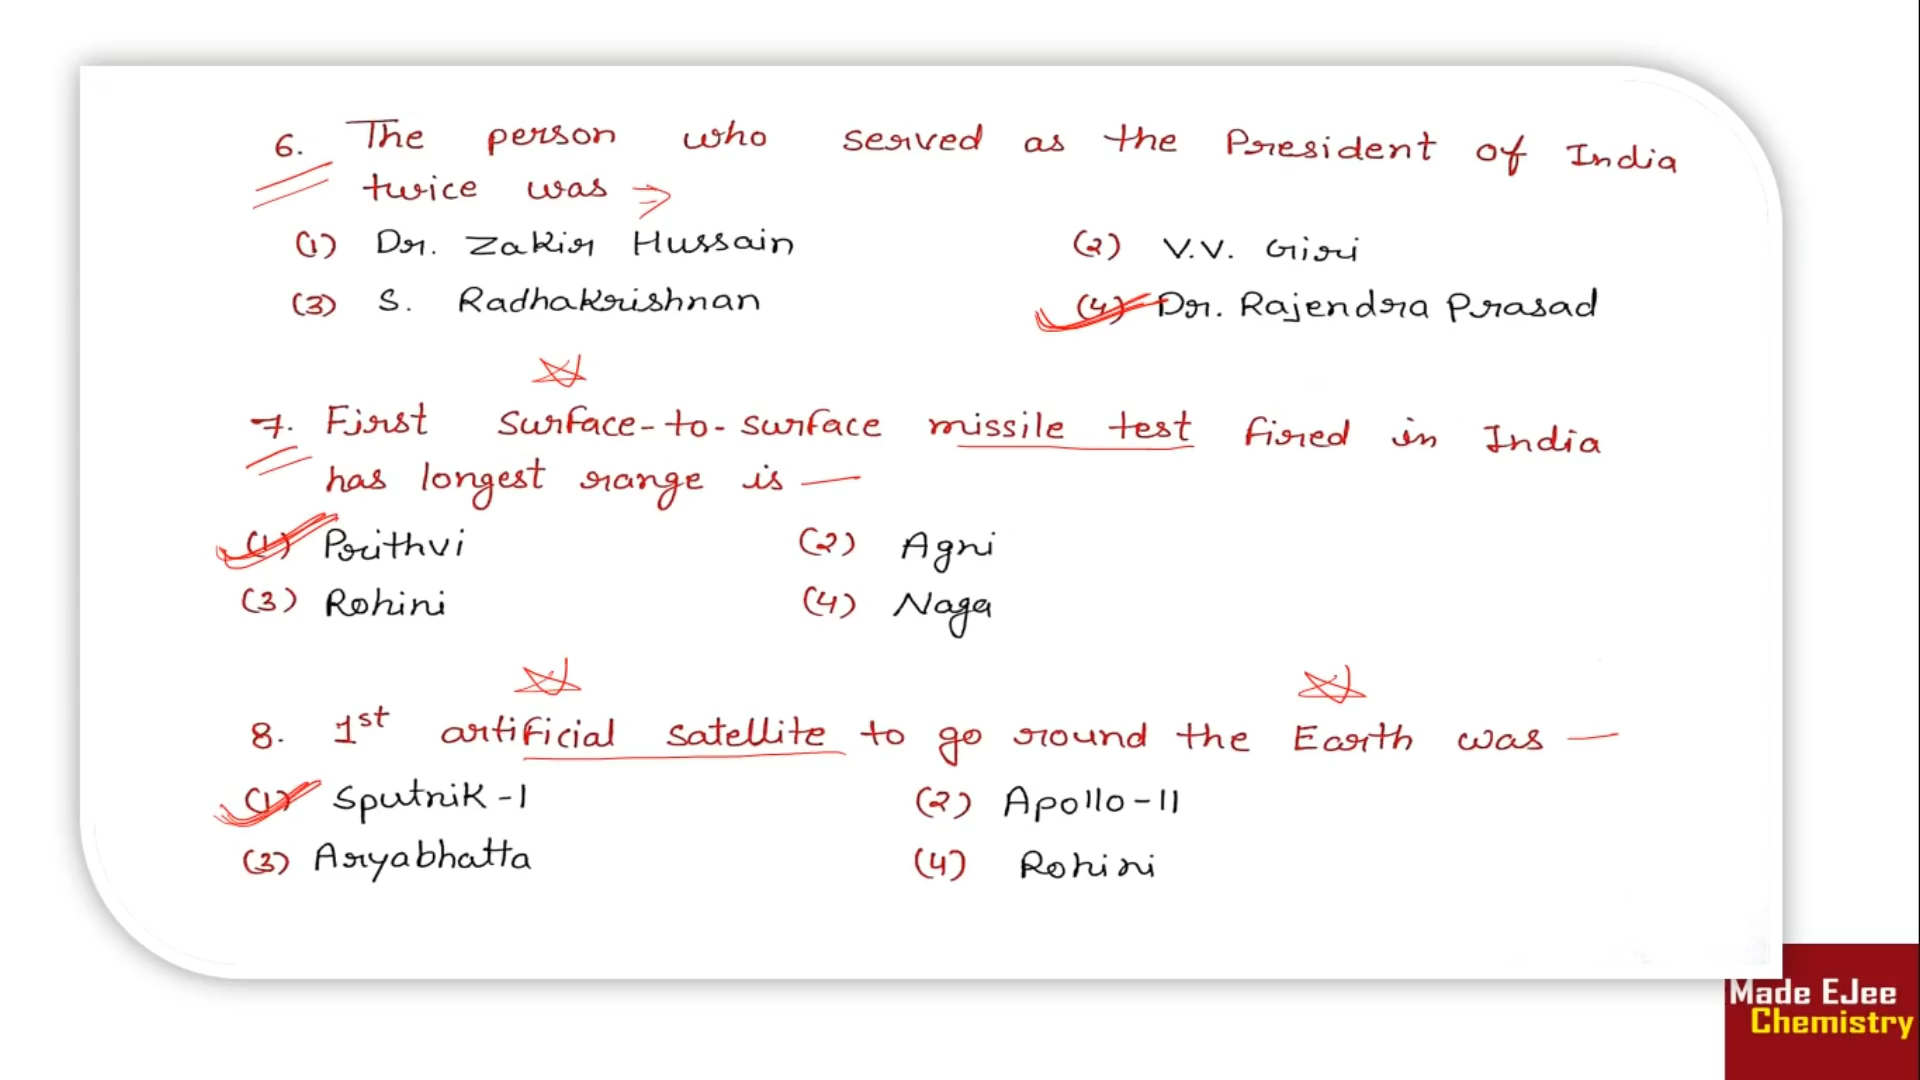 6. The person who served as the President of India
twice was ⇒
(1) Dr. Zakir Hussain (2) V.V. Giri
(3) S. Radhakrishnan (4) Dr. Rajendra Prasad
7. First surface-to-surface missile test fired in India
has longest range is —
(1) Prithvi (2) Agni
(3) Rohini (4) Naga
8. 1st artificial satellite to go round the Earth was —
(1) Sputnik-1 (2) Apollo-11
(3) Aryabhatta (4) Rohini
Made EJee
Chemistry